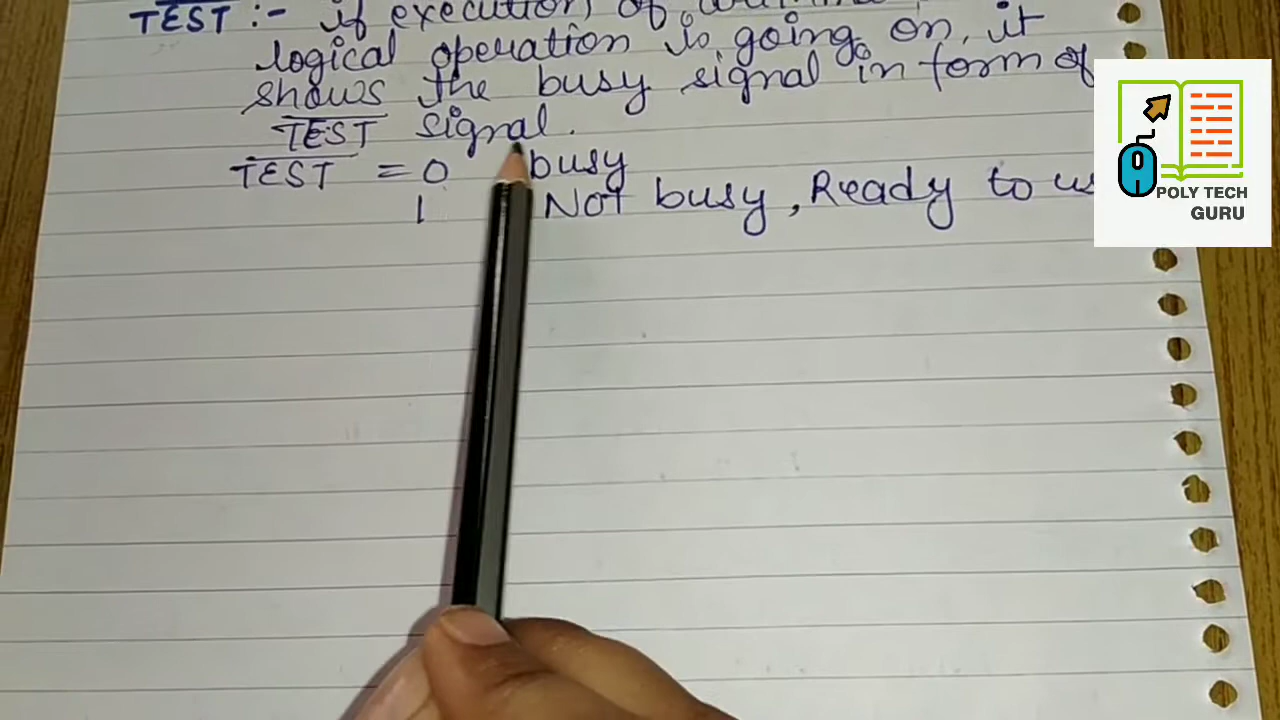 TEST :- if execution of
logical operation is going on, it
shows the busy signal in form of
TEST signal.
TEST = 0 busy
1 Not busy, Ready to
POLY TECH
GURU